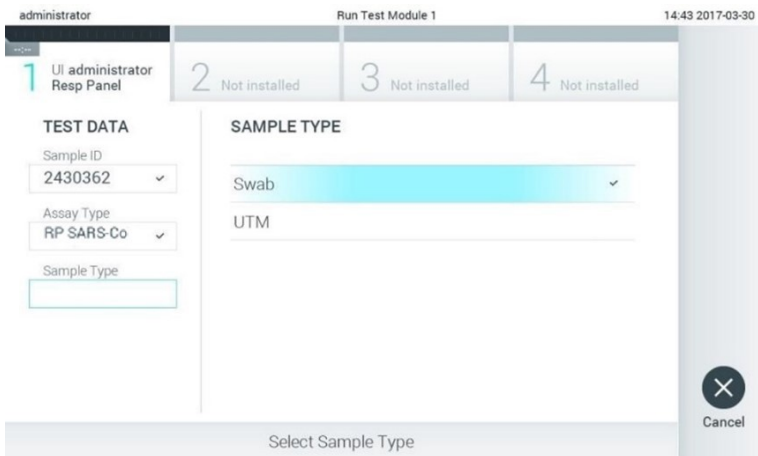 administrator
Run Test Module 1
14:43 2017-03-30
--:--
1 UI administrator
Resp Panel
2 Not installed
3 Not installed
4 Not installed
TEST DATA
Sample ID
2430362
Assay Type
RP SARS-Co
Sample Type
SAMPLE TYPE
Swab
UTM
Cancel
Select Sample Type